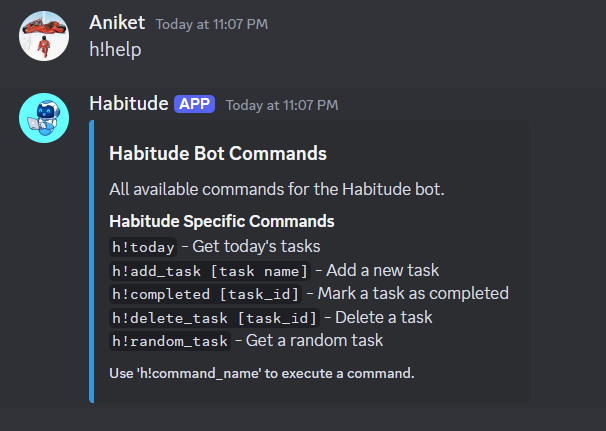 Aniket Today at 11:07 PM
h!help
Habitude APP Today at 11:07 PM
Habitude Bot Commands
All available commands for the Habitude bot.
Habitude Specific Commands
h!today - Get today's tasks
h!add_task [task name] - Add a new task
h!completed [task_id] - Mark a task as completed
h!delete_task [task_id] - Delete a task
h!random_task - Get a random task
Use 'h!command_name' to execute a command.